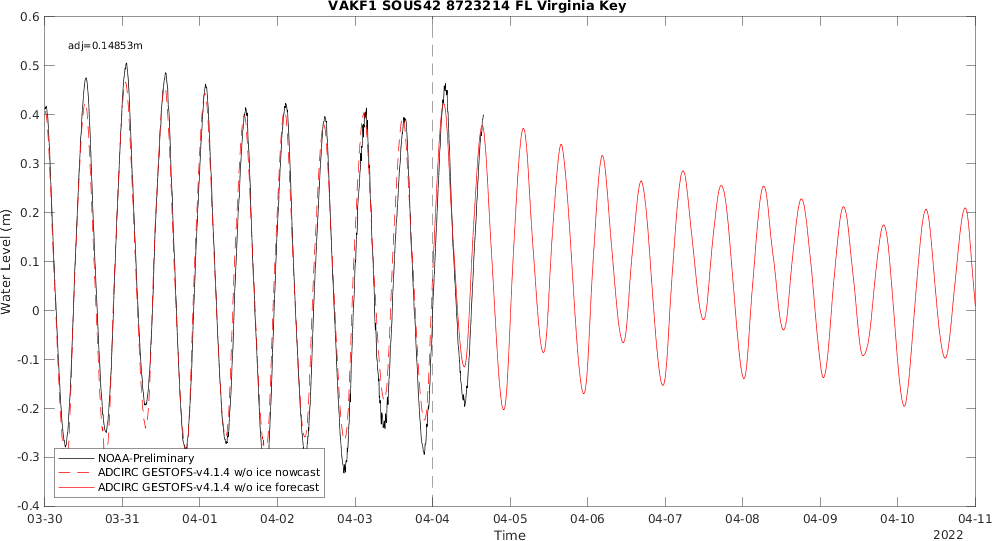 VAKF1 SOUS42 8723214 FL Virginia Key
adj=0.14853m
0.6
0.5
0.4
0.3
0.2
0.1
0
-0.1
-0.2
-0.3
-0.4
Water Level (m)
NOAA-Preliminary
ADCIRC GESTOFS-v4.1.4 w/o ice nowcast
ADCIRC GESTOFS-v4.1.4 w/o ice forecast
03-30 03-31 04-01 04-02 04-03 04-04 04-05 04-06 04-07 04-08 04-09 04-10 04-11
Time
2022